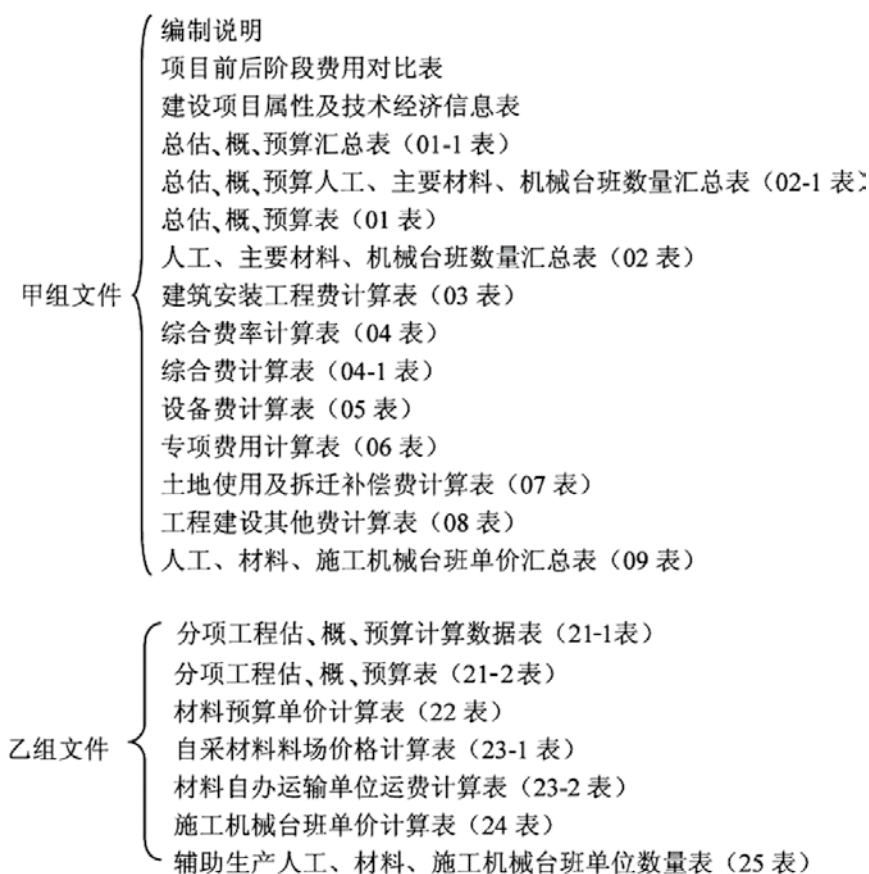 编制说明
项目前后阶段费用对比表
建设项目属性及技术经济信息表
总估、概、预算汇总表（01-1 表）
总估、概、预算人工、主要材料、机械台班数量汇总表（02-1 表）
总估、概、预算表（01 表）
人工、主要材料、机械台班数量汇总表（02 表）
甲组文件 建筑安装工程费计算表（03 表）
综合费率计算表（04 表）
综合费计算表（04-1 表）
设备费计算表（05 表）
专项费用计算表（06 表）
土地使用及拆迁补偿费计算表（07 表）
工程建设其他费计算表（08 表）
人工、材料、施工机械台班单价汇总表（09 表）
分项工程估、概、预算计算数据表（21-1表）
分项工程估、概、预算表（21-2表）
材料预算单价计算表（22 表）
乙组文件 自采材料料场价格计算表（23-1 表）
材料自办运输单位运费计算表（23-2 表）
施工机械台班单价计算表（24 表）
辅助生产人工、材料、施工机械台班单位数量表（25 表）